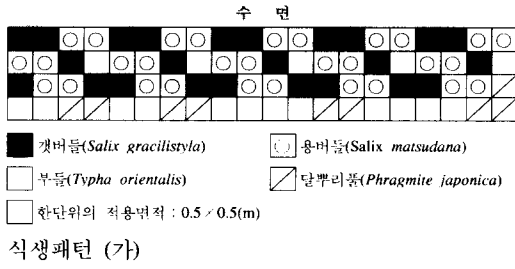 수 면
갯버들(Salix gracilistyla) 용버들(Salix matsudana)
부들(Typha orientalis) 달뿌리풀(Phragmite japonica)
한단위의 적용면적 : 0.5×0.5(m)
식생패턴 (가)